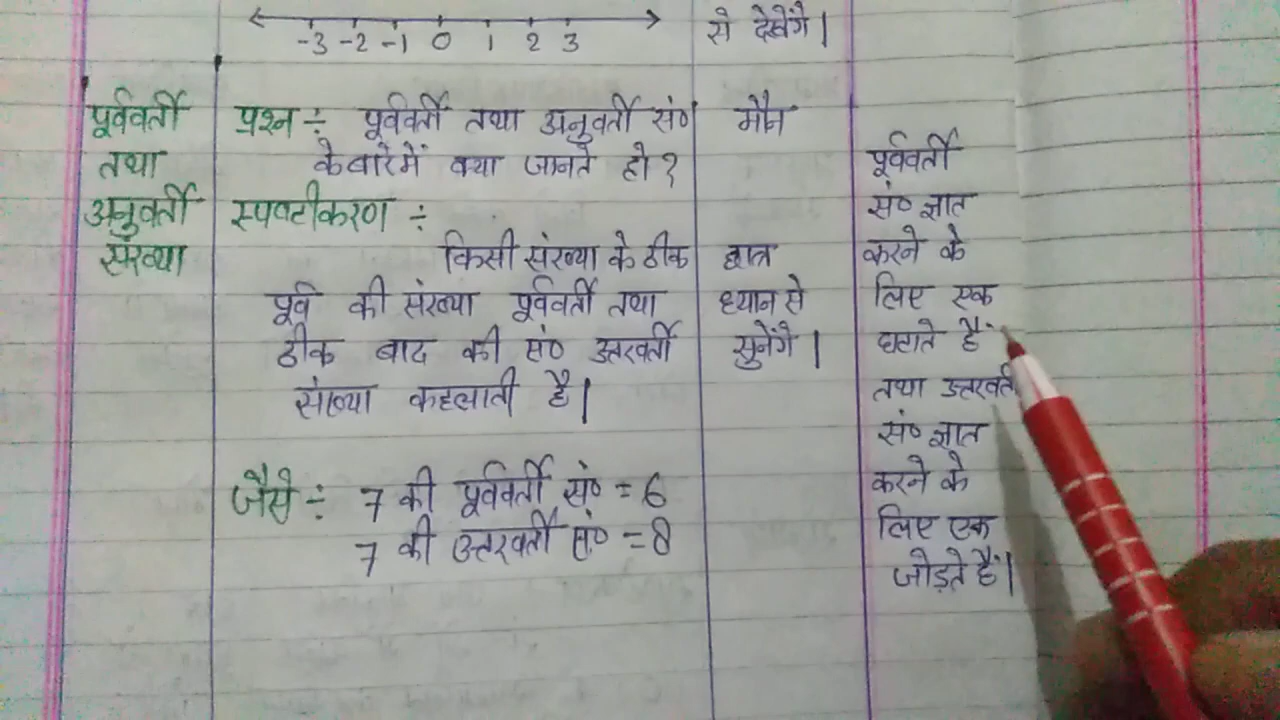 -3 -2 -1 0 1 2 3
से देखेंगे।
पूर्ववर्ती
तथा
अनुवर्ती
संख्या
प्रश्न ÷ पूर्ववर्ती तथा अनुवर्ती सं०
के बारे में क्या जानते हो ?
स्पष्टीकरण ÷
किसी संख्या के ठीक
पूर्व की संख्या पूर्ववर्ती तथा
ठीक बाद की सं० उत्तरवर्ती
संख्या कहलाती है।
जैसे ÷ 7 की पूर्ववर्ती सं० = 6
7 की उत्तरवर्ती सं० = 8
मौन
छात्र
ध्यान से
सुनेंगे।
पूर्ववर्ती
सं० ज्ञात
करने के
लिए एक
घटाते हैं
तथा उत्तरवर्ती
सं० ज्ञात
करने के
लिए एक
जोड़ते हैं।